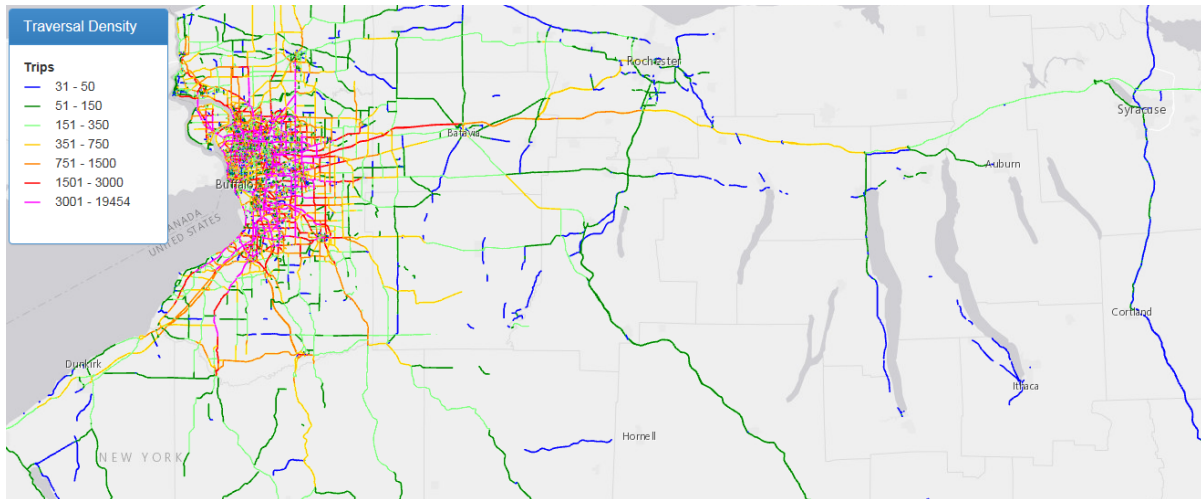 Traversal Density
Trips
31 - 50
51 - 150
151 - 350
351 - 750
751 - 1500
1501 - 3000
3001 - 19454
Rochester
Syracuse
Batavia
Auburn
Buffalo
CANADA
UNITED STATES
Cortland
Dunkirk
Ithaca
Hornell
NEW YORK